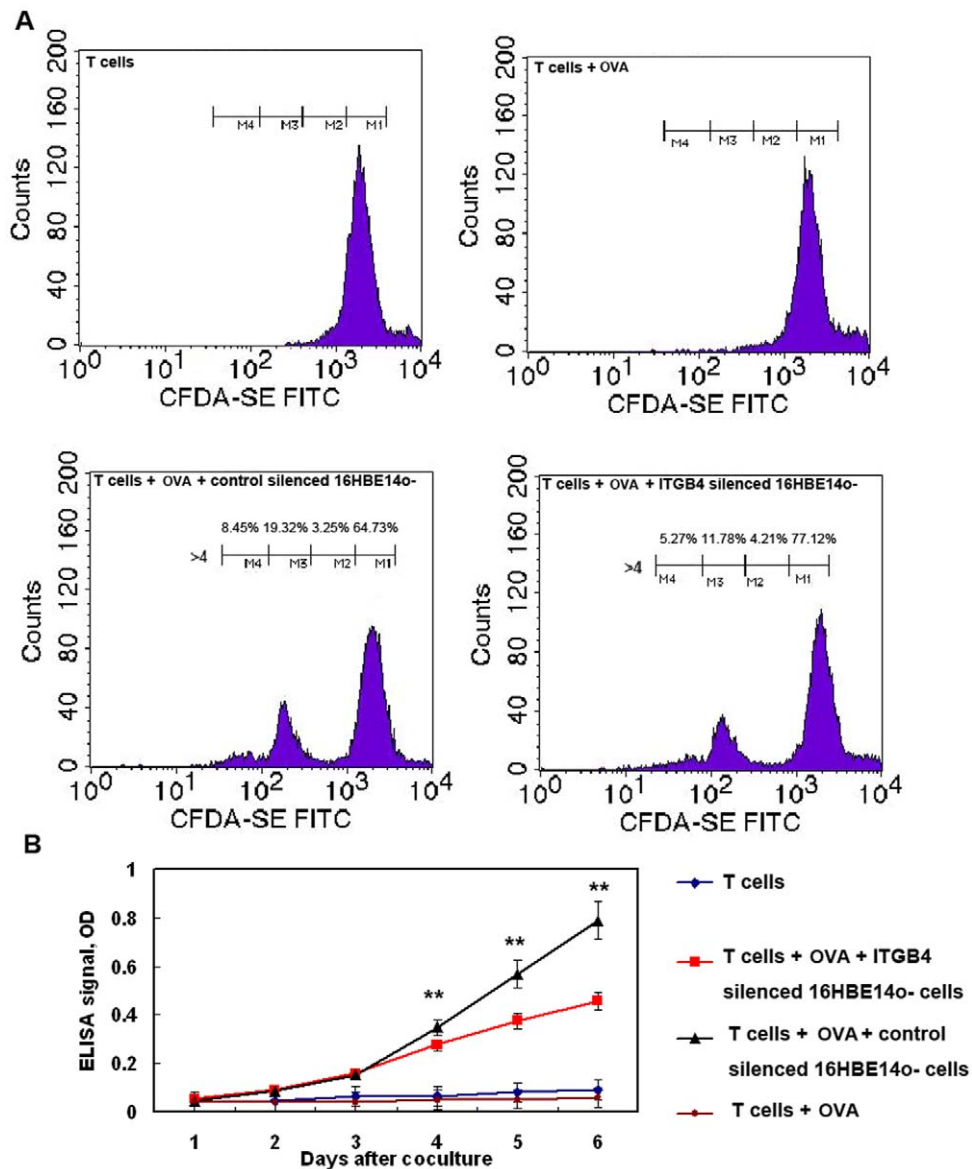 A
T cells
200
160
120
80
40
0
Counts
M4 M3 M2 M1
10^0 10^1 10^2 10^3 10^4
CFDA-SE FITC
T cells + OVA
200
160
120
80
40
0
Counts
M4 M3 M2 M1
10^0 10^1 10^2 10^3 10^4
CFDA-SE FITC
T cells + OVA + control silenced 16HBE14o-
200
160
120
80
40
0
Counts
8.45% 19.32% 3.25% 64.73%
>4
M4 M3 M2 M1
10^0 10^1 10^2 10^3 10^4
CFDA-SE FITC
T cells + OVA + ITGB4 silenced 16HBE14o-
200
160
120
80
40
0
Counts
5.27% 11.78% 4.21% 77.12%
>4
M4 M3 M2 M1
10^0 10^1 10^2 10^3 10^4
CFDA-SE FITC
B
ELISA signal, OD
1
0.8
0.6
0.4
0.2
0
** ** **
1 2 3 4 5 6
Days after coculture
T cells
T cells + OVA + ITGB4
silenced 16HBE14o- cells
T cells + OVA + control
silenced 16HBE14o- cells
T cells + OVA